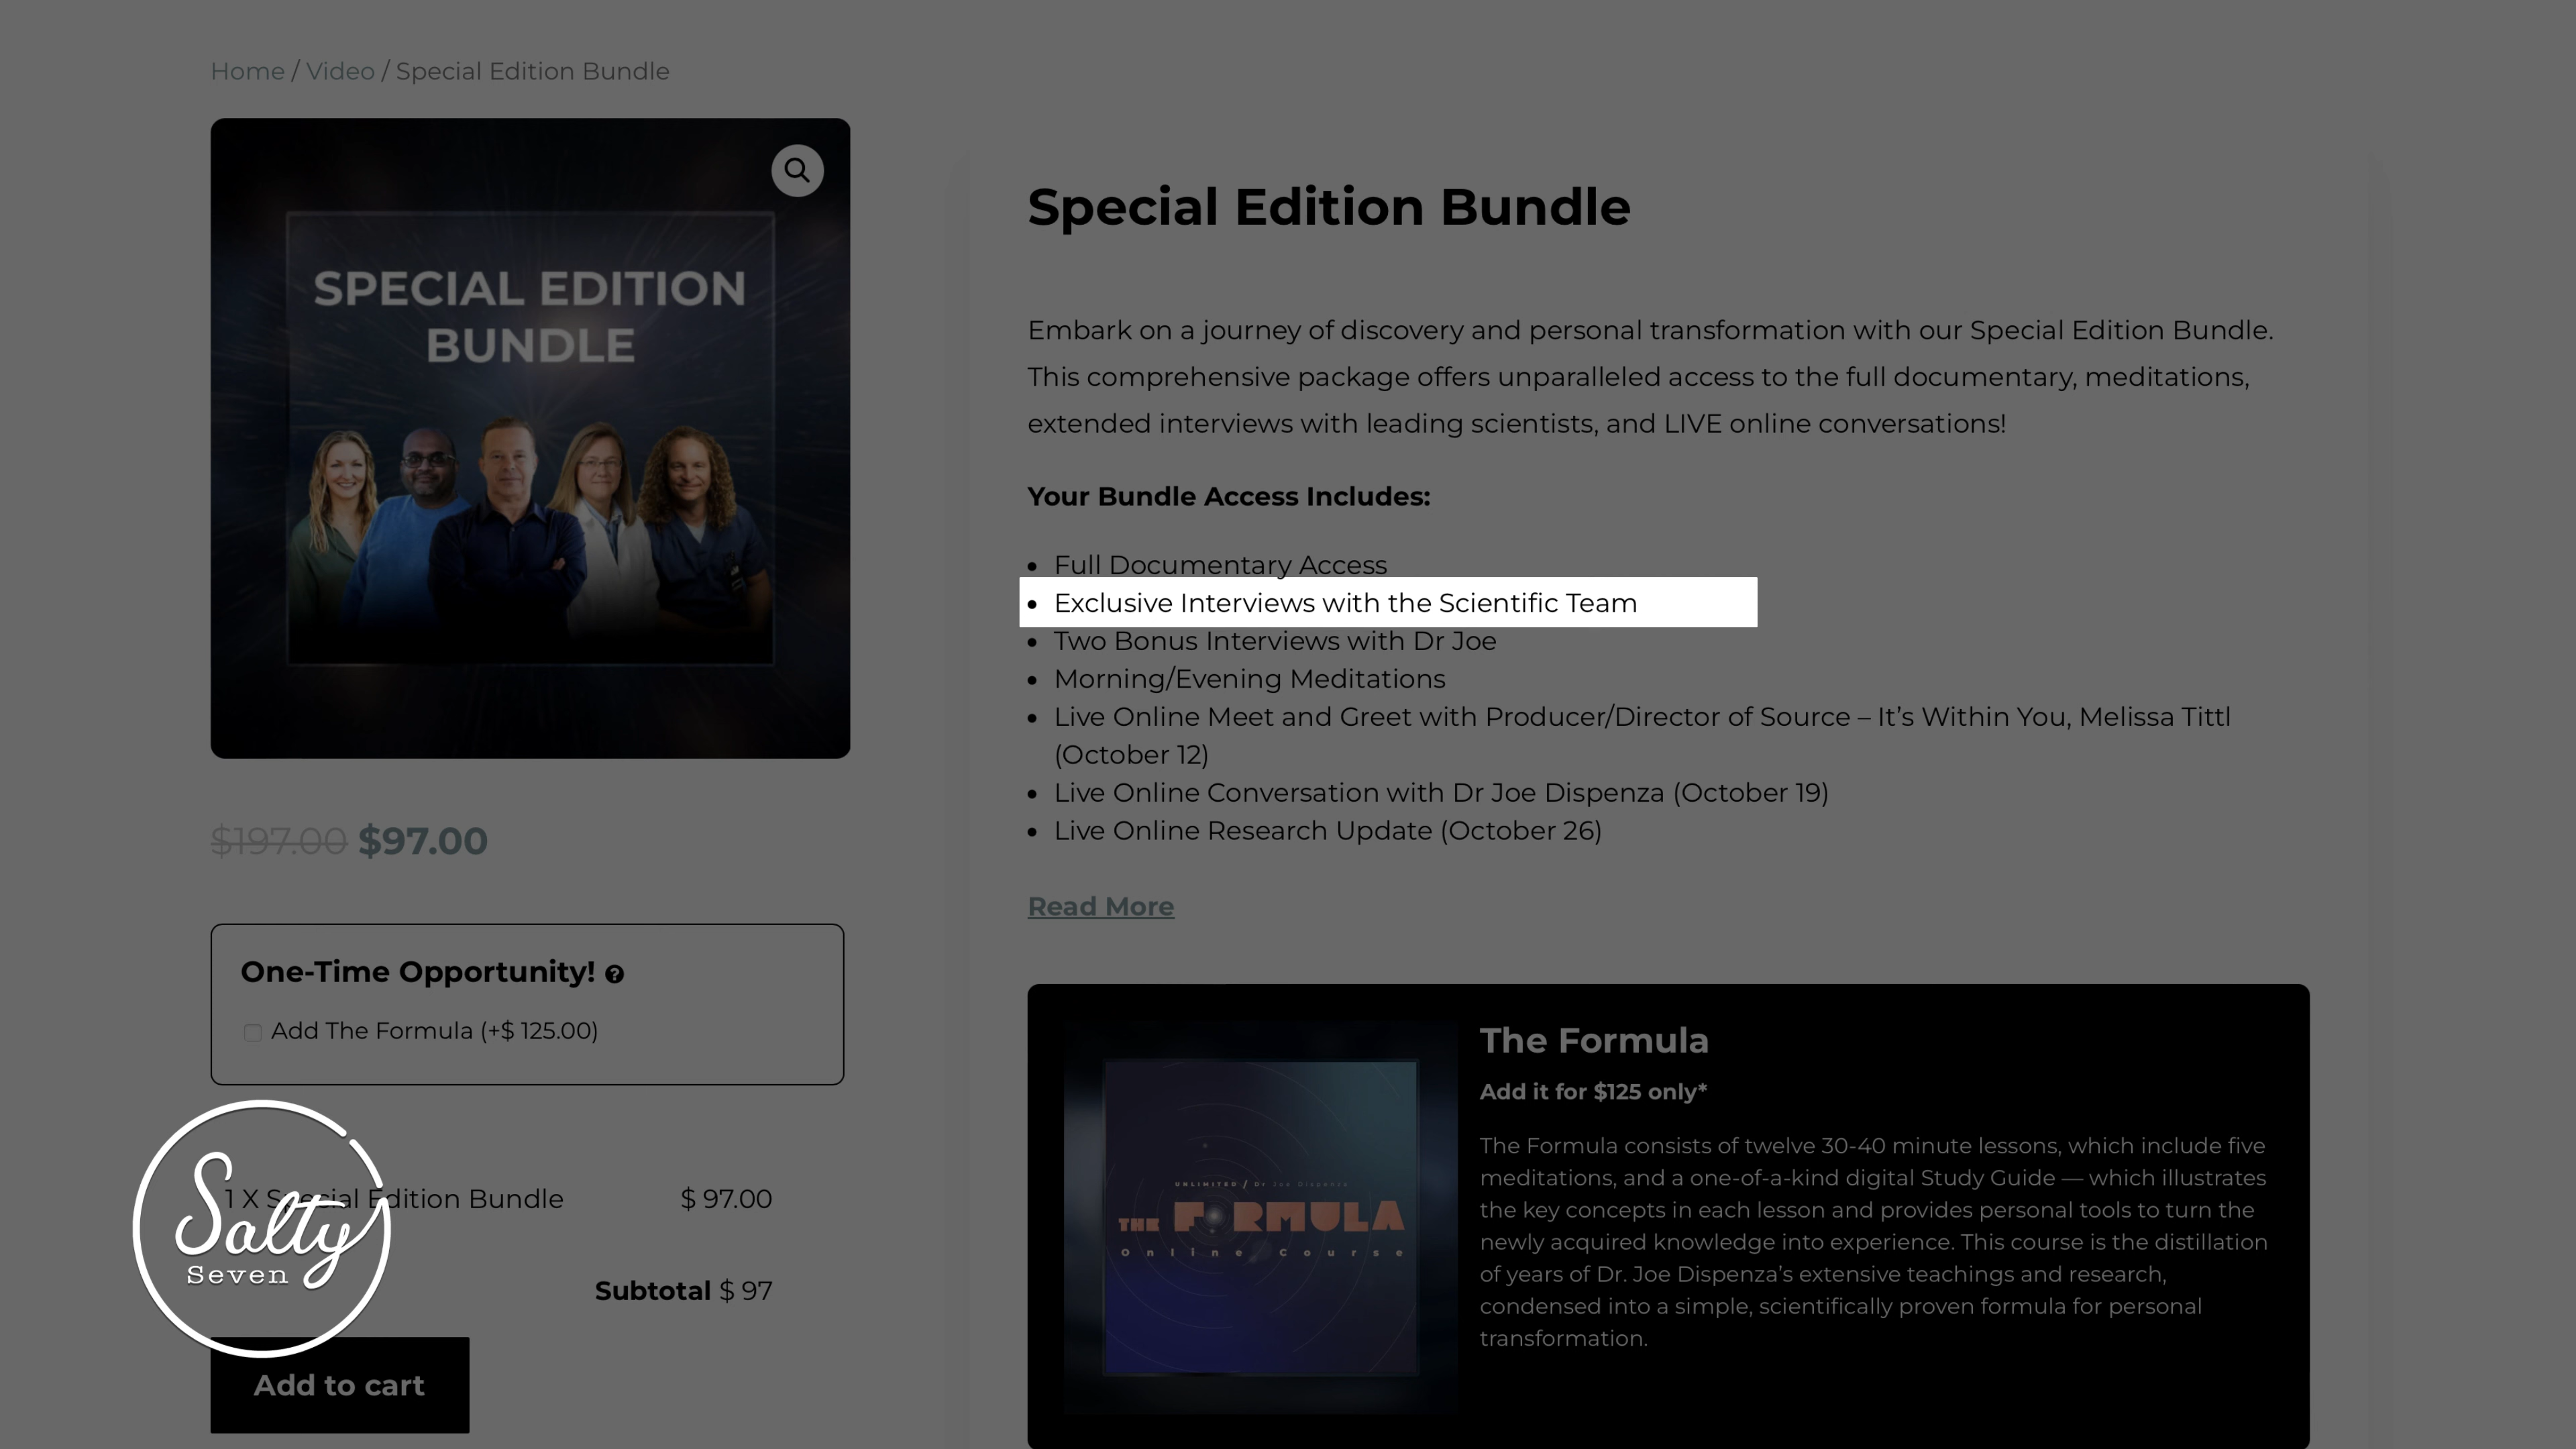 Home / Video / Special Edition Bundle
SPECIAL EDITION
BUNDLE
$197.00 $97.00
One-Time Opportunity! ?
Add The Formula (+$ 125.00)
1 X Special Edition Bundle $ 97.00
Subtotal $ 97
Add to cart
Salty
Seven
Special Edition Bundle
Embark on a journey of discovery and personal transformation with our Special Edition Bundle.
This comprehensive package offers unparalleled access to the full documentary, meditations,
extended interviews with leading scientists, and LIVE online conversations!
Your Bundle Access Includes:
• Full Documentary Access
• Exclusive Interviews with the Scientific Team
• Two Bonus Interviews with Dr Joe
• Morning/Evening Meditations
• Live Online Meet and Greet with Producer/Director of Source – It’s Within You, Melissa Tittl
(October 12)
• Live Online Conversation with Dr Joe Dispenza (October 19)
• Live Online Research Update (October 26)
Read More
UNLIMITED / Dr Joe Dispenza
THE FORMULA
Online Course
The Formula
Add it for $125 only*
The Formula consists of twelve 30-40 minute lessons, which include five
meditations, and a one-of-a-kind digital Study Guide — which illustrates
the key concepts in each lesson and provides personal tools to turn the
newly acquired knowledge into experience. This course is the distillation
of years of Dr. Joe Dispenza’s extensive teachings and research,
condensed into a simple, scientifically proven formula for personal
transformation.